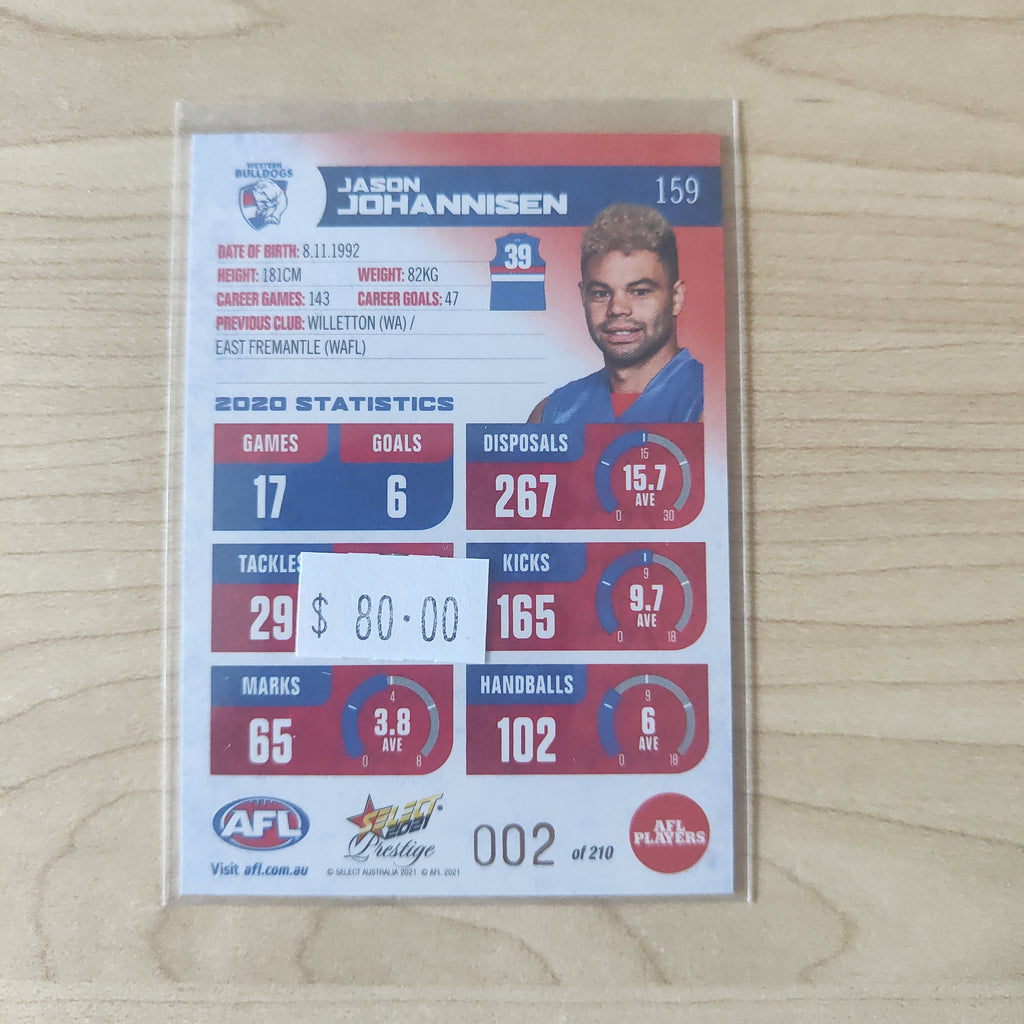 WESTERN
BULLDOGS
JASON
JOHANNISEN
159
DATE OF BIRTH: 8.11.1992
HEIGHT: 181CM WEIGHT: 82KG
CAREER GAMES: 143 CAREER GOALS: 47
PREVIOUS CLUB: WILLETTON (WA) /
EAST FREMANTLE (WAFL)
39
2020 STATISTICS
GAMES GOALS
17 6
DISPOSALS
267
15
15.7
AVE
0 30
TACKLES
29
$ 80.00
KICKS
165
9
9.7
AVE
0 18
MARKS
65
4
3.8
AVE
0 8
HANDBALLS
102
9
6
AVE
0 18
AFL
Visit afl.com.au
SELECT
2021
Prestige
© SELECT AUSTRALIA 2021 © AFL 2021
002 of 210
AFL
PLAYERS